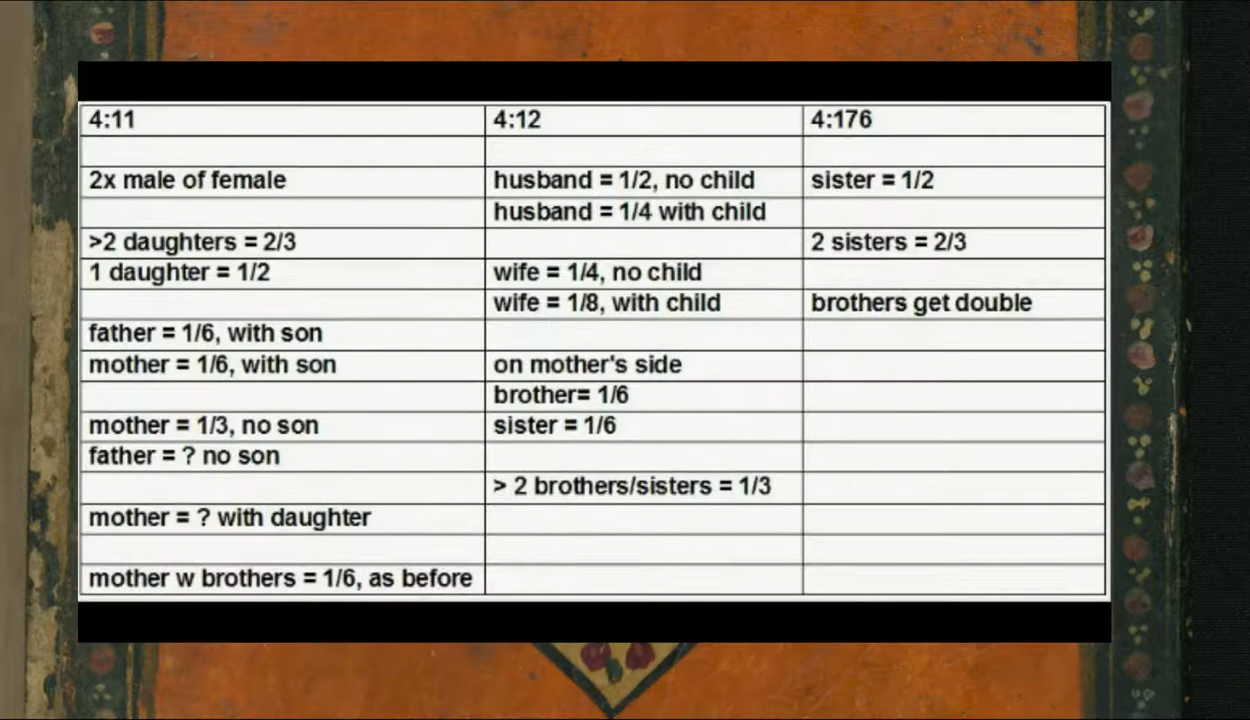 4:11 4:12 4:176
2x male of female husband = 1/2, no child sister = 1/2
husband = 1/4 with child
>2 daughters = 2/3 2 sisters = 2/3
1 daughter = 1/2 wife = 1/4, no child
wife = 1/8, with child brothers get double
father = 1/6, with son
mother = 1/6, with son on mother's side
brother= 1/6
mother = 1/3, no son sister = 1/6
father = ? no son
> 2 brothers/sisters = 1/3
mother = ? with daughter
mother w brothers = 1/6, as before